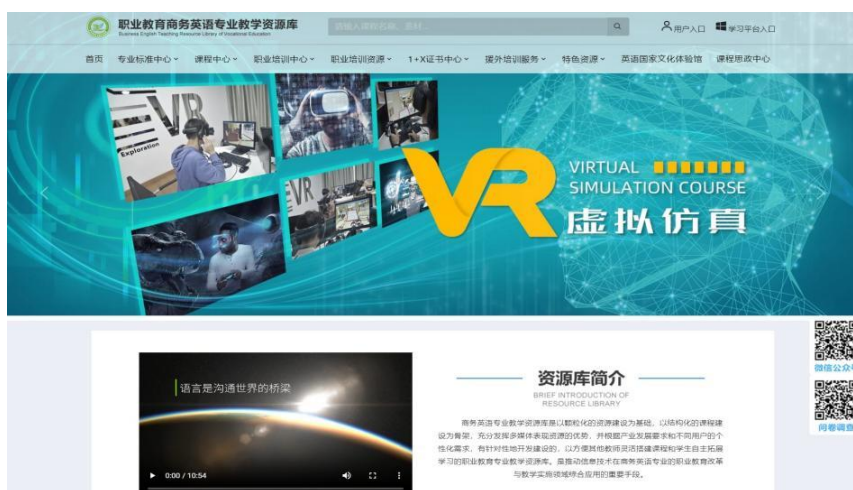 职业教育商务英语专业教学资源库
Business English Teaching Resource Library of Vocational Education
请输入课程名称、素材...
用户入口
学习平台入口
首页 专业标准中心 课程中心 职业培训中心 职业培训资源 1+X证书中心 援外培训服务 特色资源 英语国家文化体验馆 课程思政中心
EVR
Exploration
EVR
VR
VIRTUAL
SIMULATION COURSE
虚拟仿真
微信公众号
问卷调查
语言是沟通世界的桥梁
0:00 / 10:54
资源库简介
BRIEF INTRODUCTION OF
RESOURCE LIBRARY
商务英语专业教学资源库是以颗粒化的资源建设为基础，以结构化的课程建
设为骨架，充分发挥多媒体表现资源的优势，并根据产业发展要求和不同用户的个
性化需求，有针对性地开发建设的，以方便其他教师灵活搭建课程和学生自主拓展
学习的职业教育专业教学资源库。是推动信息技术在商务英语专业的职业教育改革
与教学实施领域综合应用的重要手段。